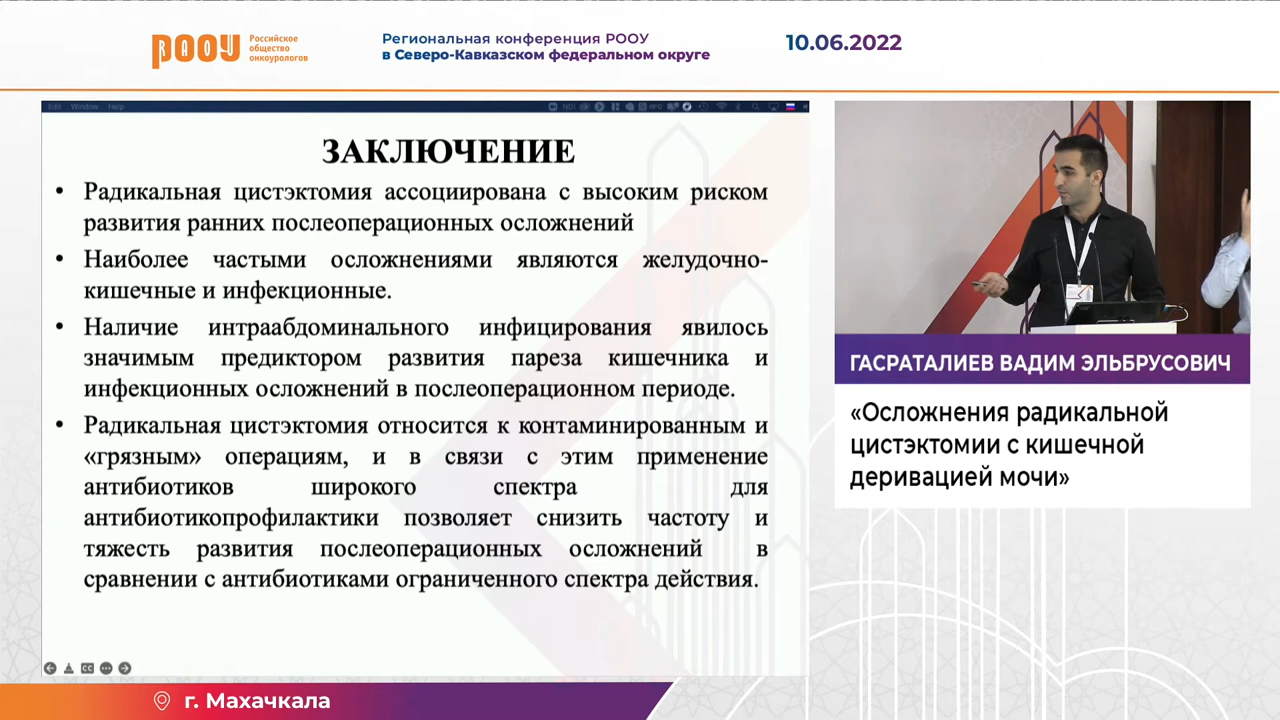 РООУ
Российское
общество
онкоурологов
Региональная конференция РООУ
в Северо-Кавказском федеральном округе
10.06.2022
Edit Window Help
ЗАКЛЮЧЕНИЕ
• Радикальная цистэктомия ассоциирована с высоким риском
развития ранних послеоперационных осложнений
• Наиболее частыми осложнениями являются желудочно-
кишечные и инфекционные.
• Наличие интраабдоминального инфицирования явилось
значимым предиктором развития пареза кишечника и
инфекционных осложнений в послеоперационном периоде.
• Радикальная цистэктомия относится к контаминированным и
«грязным» операциям, и в связи с этим применение
антибиотиков широкого спектра для
антибиотикопрофилактики позволяет снизить частоту и
тяжесть развития послеоперационных осложнений в
сравнении с антибиотиками ограниченного спектра действия.
CC
ГАСРАТАЛИЕВ ВАДИМ ЭЛЬБРУСОВИЧ
«Осложнения радикальной
цистэктомии с кишечной
деривацией мочи»
г. Махачкала